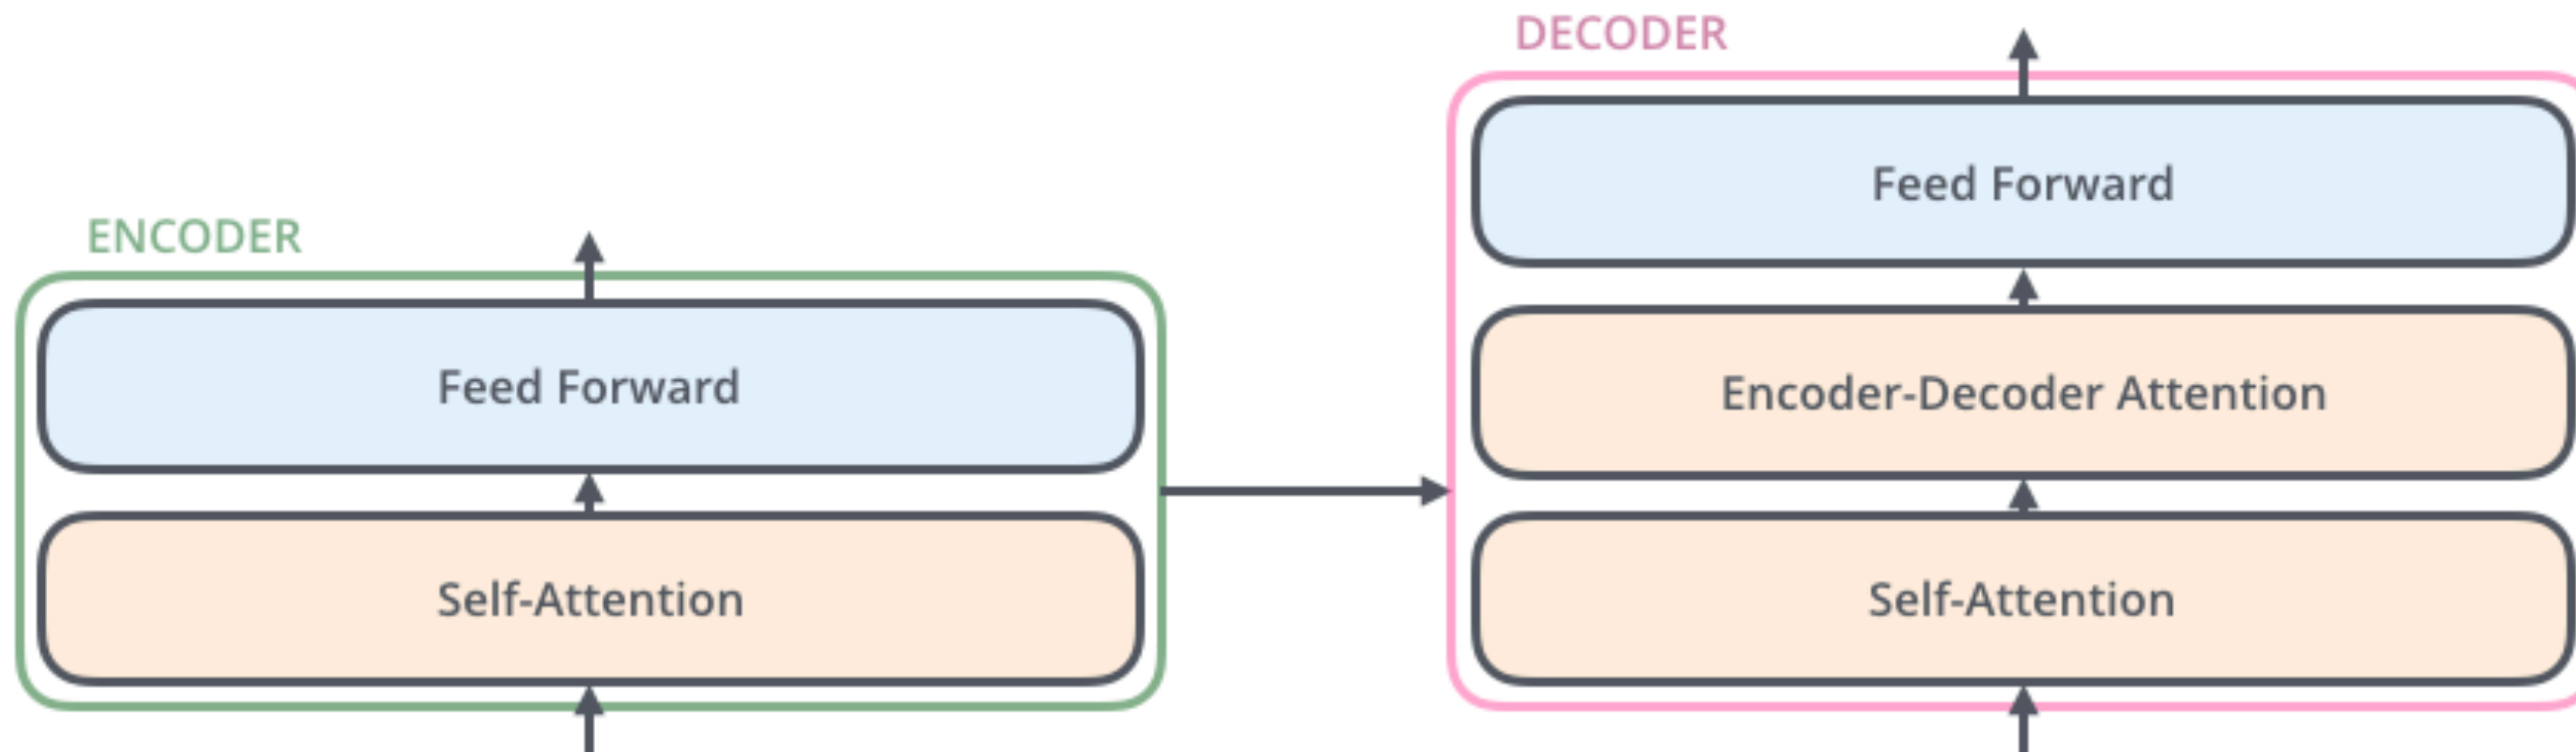 ENCODER
Feed Forward
Self-Attention
DECODER
Feed Forward
Encoder-Decoder Attention
Self-Attention